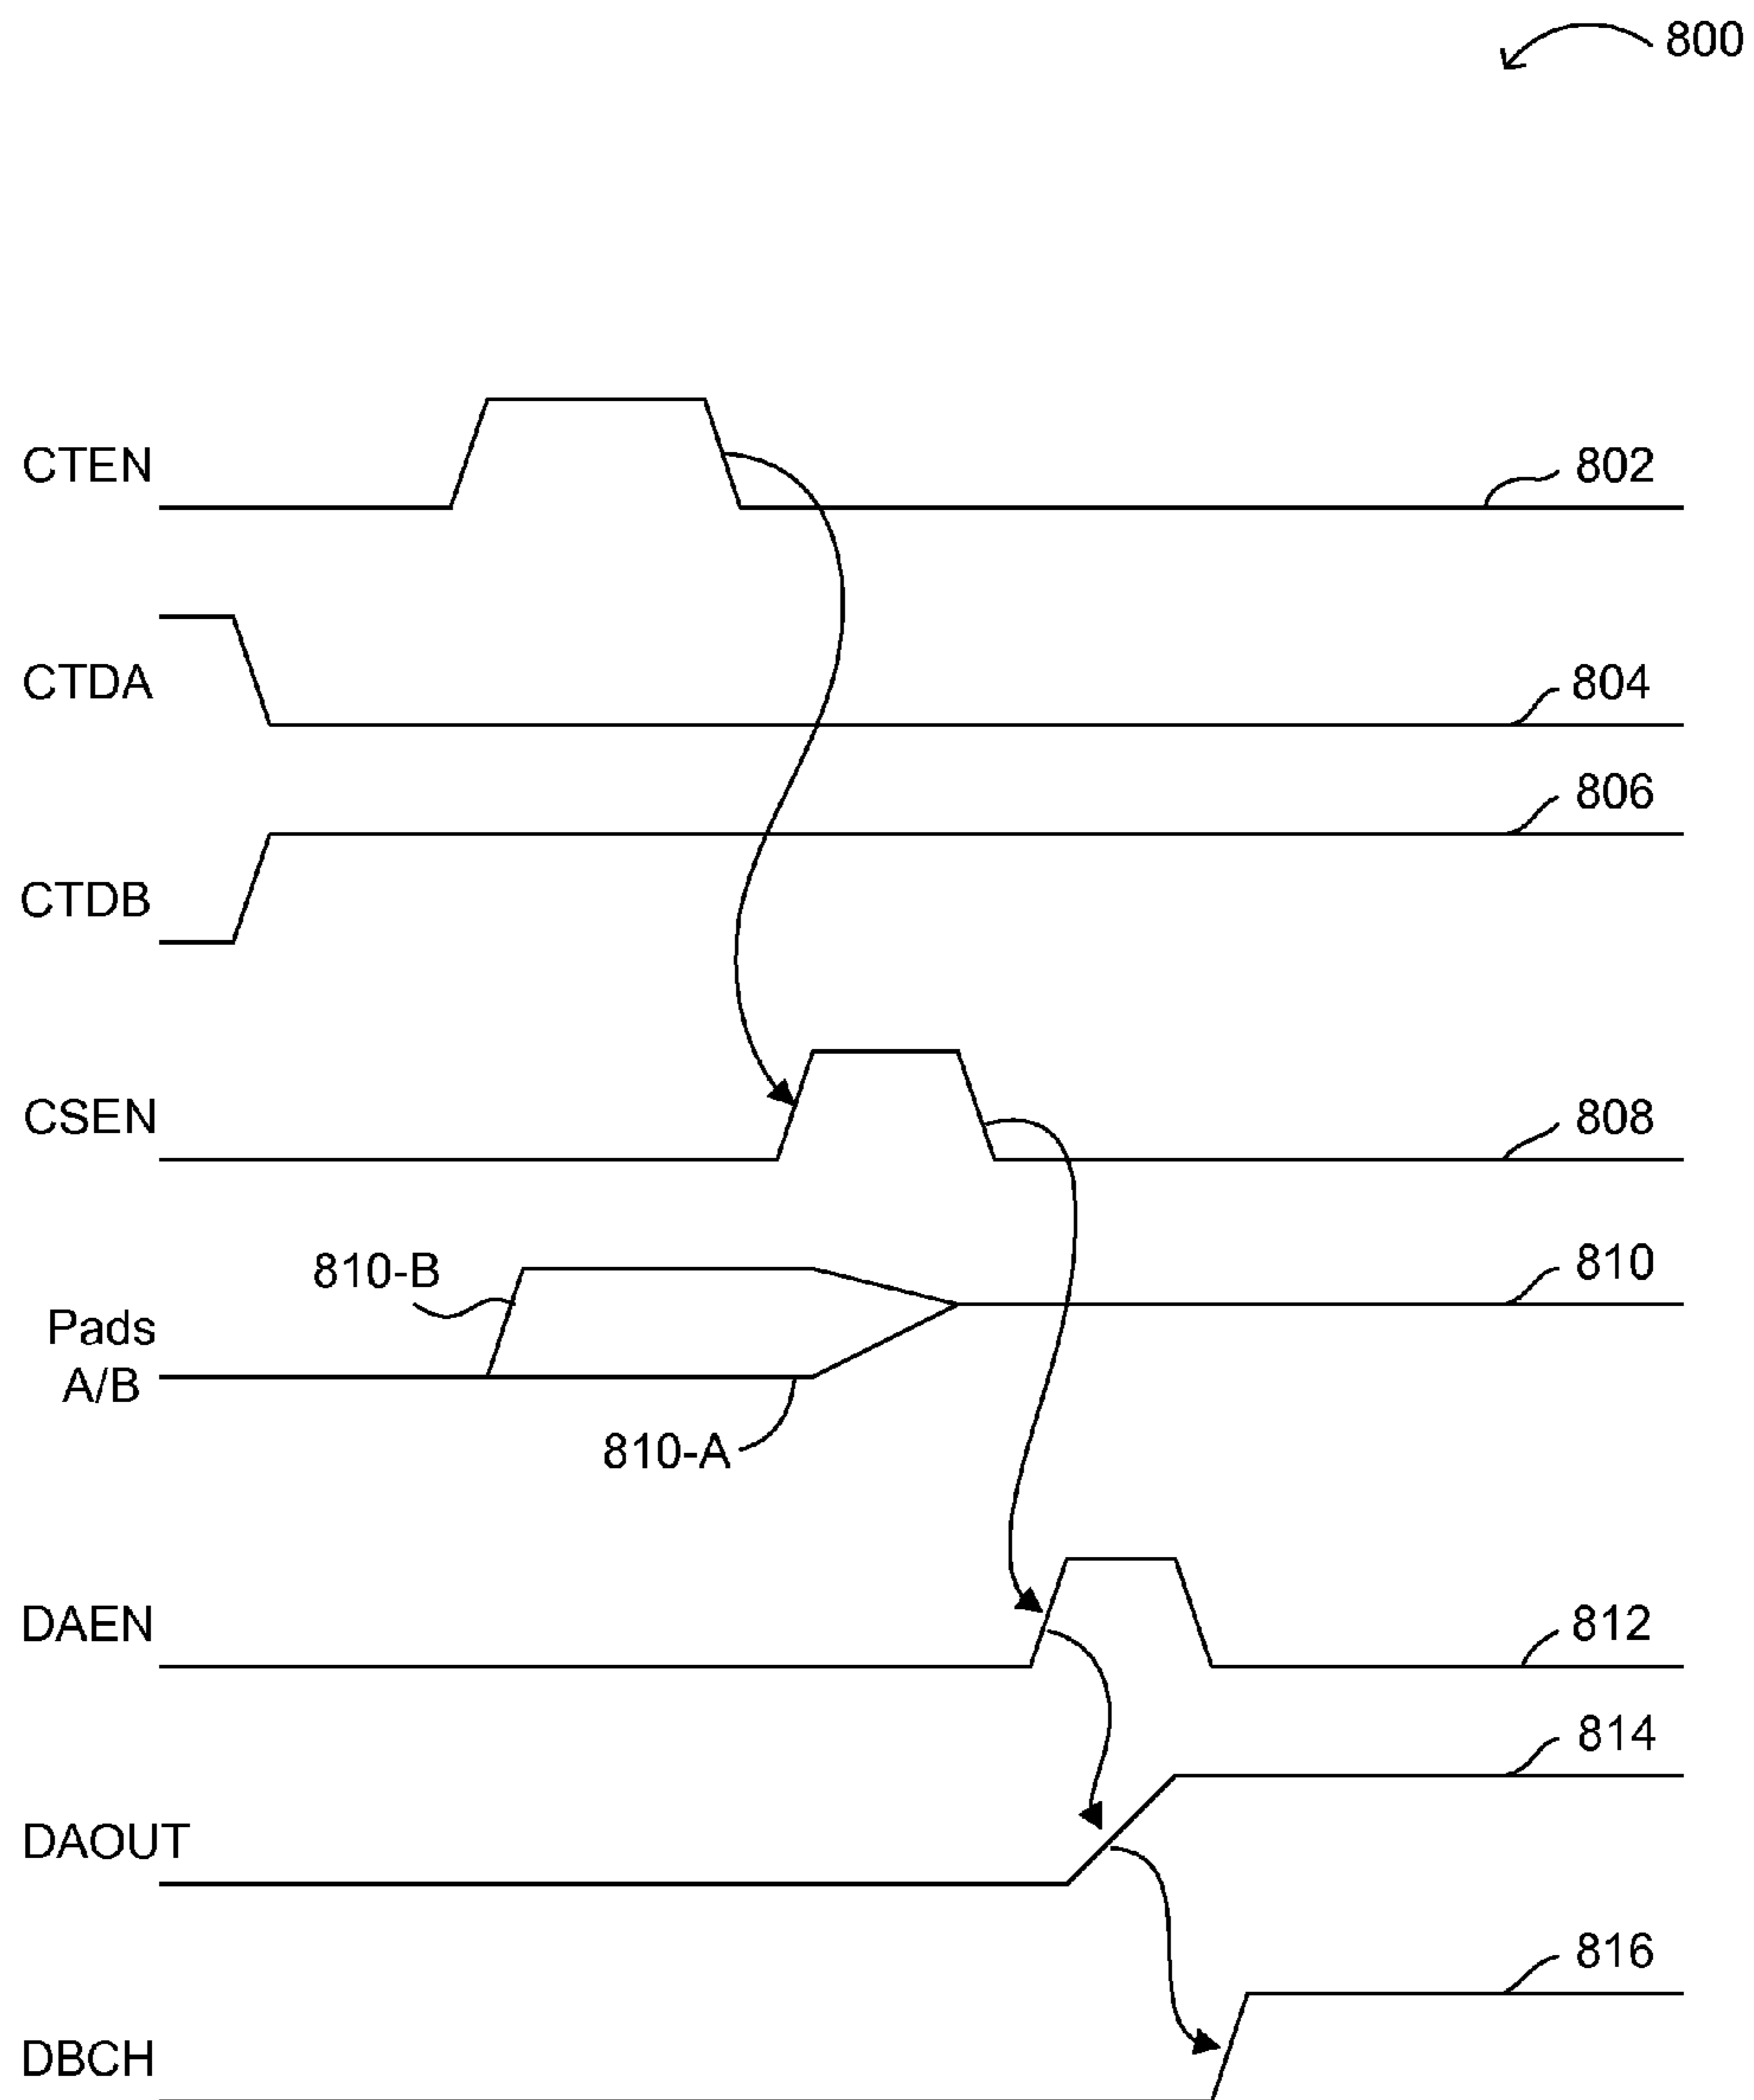 800
CTEN
802
CTDA
804
806
CTDB
CSEN
808
810-B
810
Pads
A/B
810-A
DAEN
812
814
DAOUT
816
DBCH